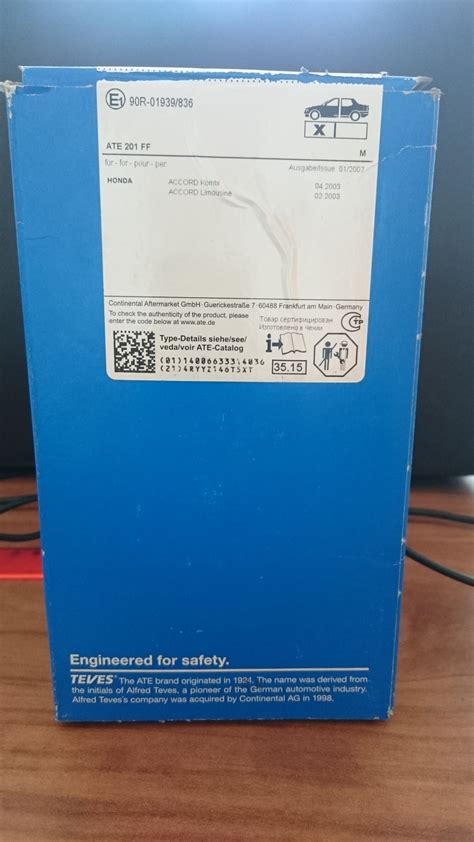 E1 90R-01939/836
X
ATE 201 FF M
für - for - pour - per Ausgabe/Issue 01/2007
HONDA ACCORD Kombi 04.2003
ACCORD Limousine 02.2003
Continental Aftermarket GmbH · Guerickestraße 7 · 60488 Frankfurt am Main · Germany
To check the authenticity of the product, please
enter the code below at www.ate.de
Товар сертифицирован
Изготовлено в Чехии
Type-Details siehe/see/
veda/voir ATE-Catalog
35.15
Engineered for safety.
TEVES® The ATE brand originated in 1924. The name was derived from
the initials of Alfred Teves, a pioneer of the German automotive industry.
Alfred Teves's company was acquired by Continental AG in 1998.